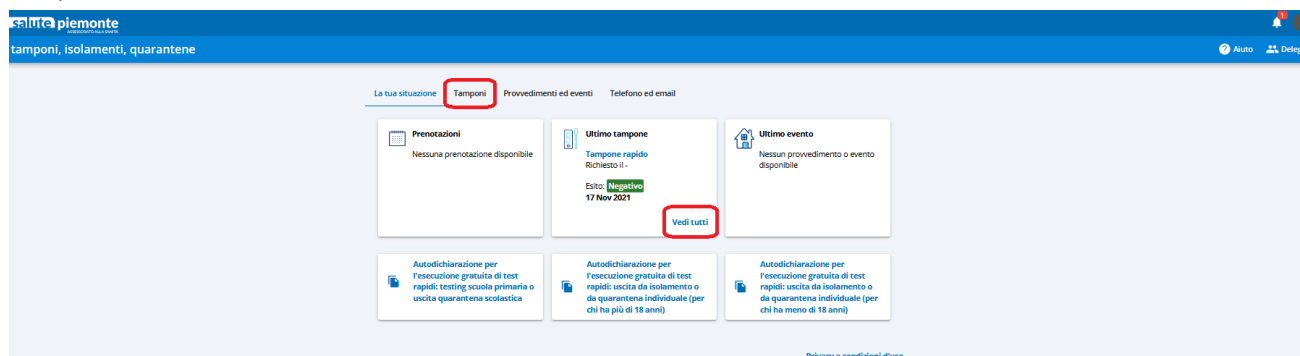 salute piemonte
ASSESSORATO ALLA SANITÀ
1
tamponi, isolamenti, quarantene
Aiuto
La tua situazione Tamponi Provvedimenti ed eventi Telefono ed email
Prenotazioni
Nessuna prenotazione disponibile
Ultimo tampone
Tampone rapido
Richiesto il -
Esito: Negativo
17 Nov 2021
Vedi tutti
Ultimo evento
Nessun provvedimento o evento
disponibile
Autodichiarazione per
l'esecuzione gratuita di test
rapidi: testing scuola primaria o
uscita quarantena scolastica
Autodichiarazione per
l'esecuzione gratuita di test
rapidi: uscita da isolamento o
da quarantena individuale (per
chi ha più di 18 anni)
Autodichiarazione per
l'esecuzione gratuita di test
rapidi: uscita da isolamento o
da quarantena individuale (per
chi ha meno di 18 anni)
Privacy e condizioni d'uso